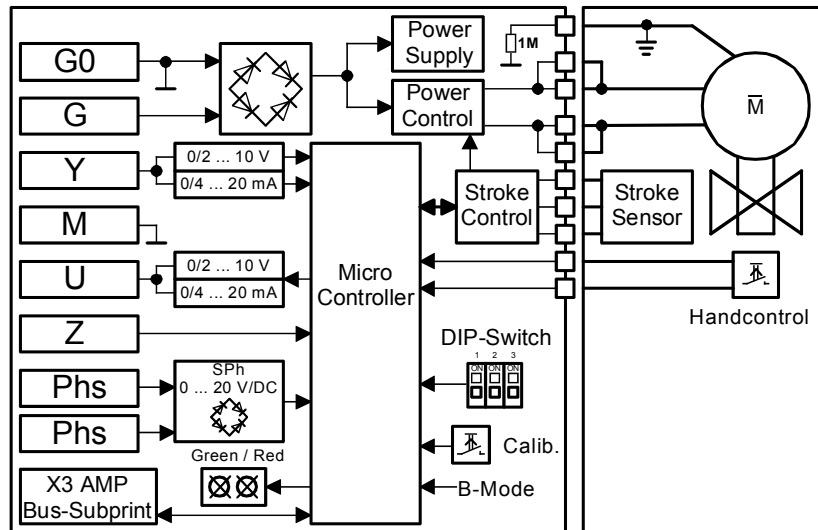 G0
G
Y
M
U
Z
Phs
Phs
X3 AMP
Bus-Subprint
0/2 ... 10 V
0/4 ... 20 mA
0/2 ... 10 V
0/4 ... 20 mA
SPh
0 ... 20 V/DC
Green / Red
Power
Supply
Power
Control
1M
Micro
Controller
Stroke
Control
DIP-Switch
1 2 3
ON ON ON
Calib.
B-Mode
M
Stroke
Sensor
Handcontrol